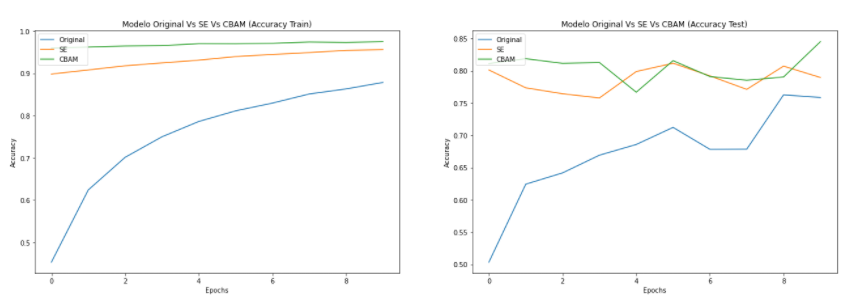 Modelo Original Vs SE Vs CBAM (Accuracy Train)
1.0
0.9
0.8
0.7
0.6
0.5
Accuracy
Original
SE
CBAM
0
2
4
6
8
Epochs
Modelo Original Vs SE Vs CBAM (Accuracy Test)
0.85
0.80
0.75
0.70
0.65
0.60
0.55
0.50
Accuracy
Original
SE
CBAM
0
2
4
6
8
Epochs